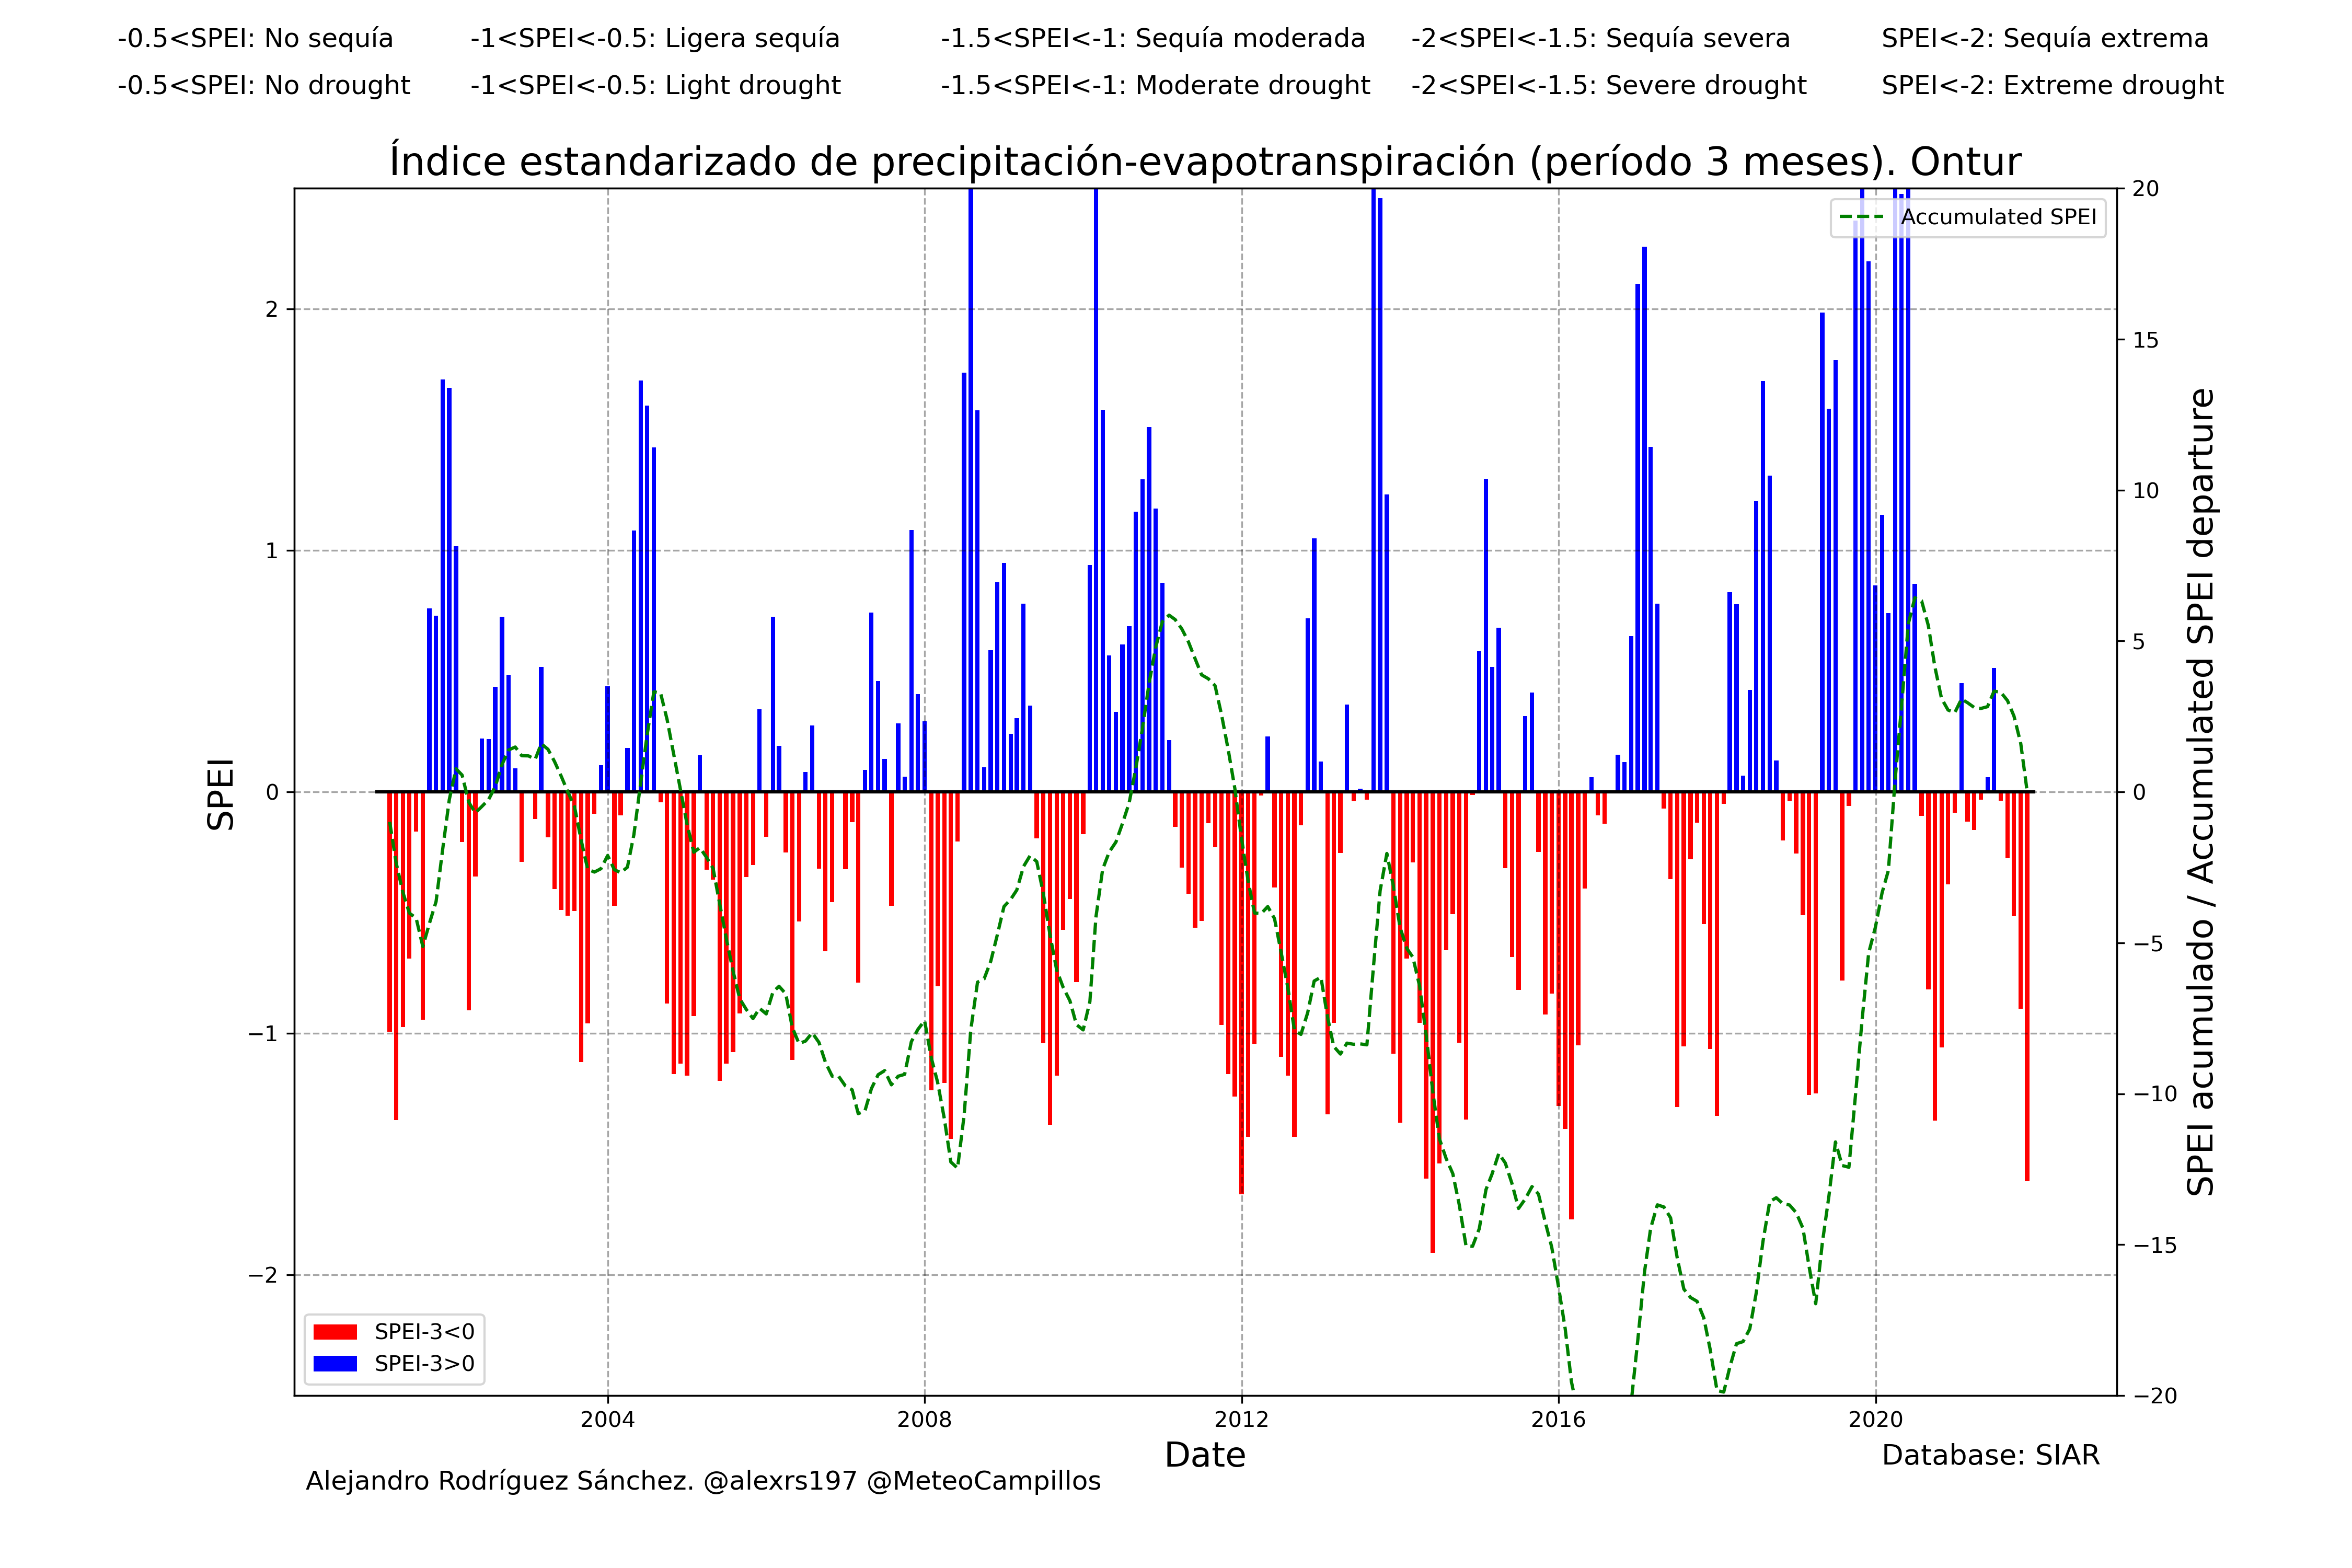 -0.5<SPEI: No sequía -1<SPEI<-0.5: Ligera sequía -1.5<SPEI<-1: Sequía moderada -2<SPEI<-1.5: Sequía severa SPEI<-2: Sequía extrema
-0.5<SPEI: No drought -1<SPEI<-0.5: Light drought -1.5<SPEI<-1: Moderate drought -2<SPEI<-1.5: Severe drought SPEI<-2: Extreme drought
Índice estandarizado de precipitación-evapotranspiración (período 3 meses). Ontur
Accumulated SPEI
SPEI
2
1
0
−1
−2
20
15
10
5
0
−5
−10
−15
−20
SPEI acumulado / Accumulated SPEI departure
SPEI-3<0
SPEI-3>0
2004 2008 2012 2016 2020
Date
Database: SIAR
Alejandro Rodríguez Sánchez. @alexrs197 @MeteoCampillos